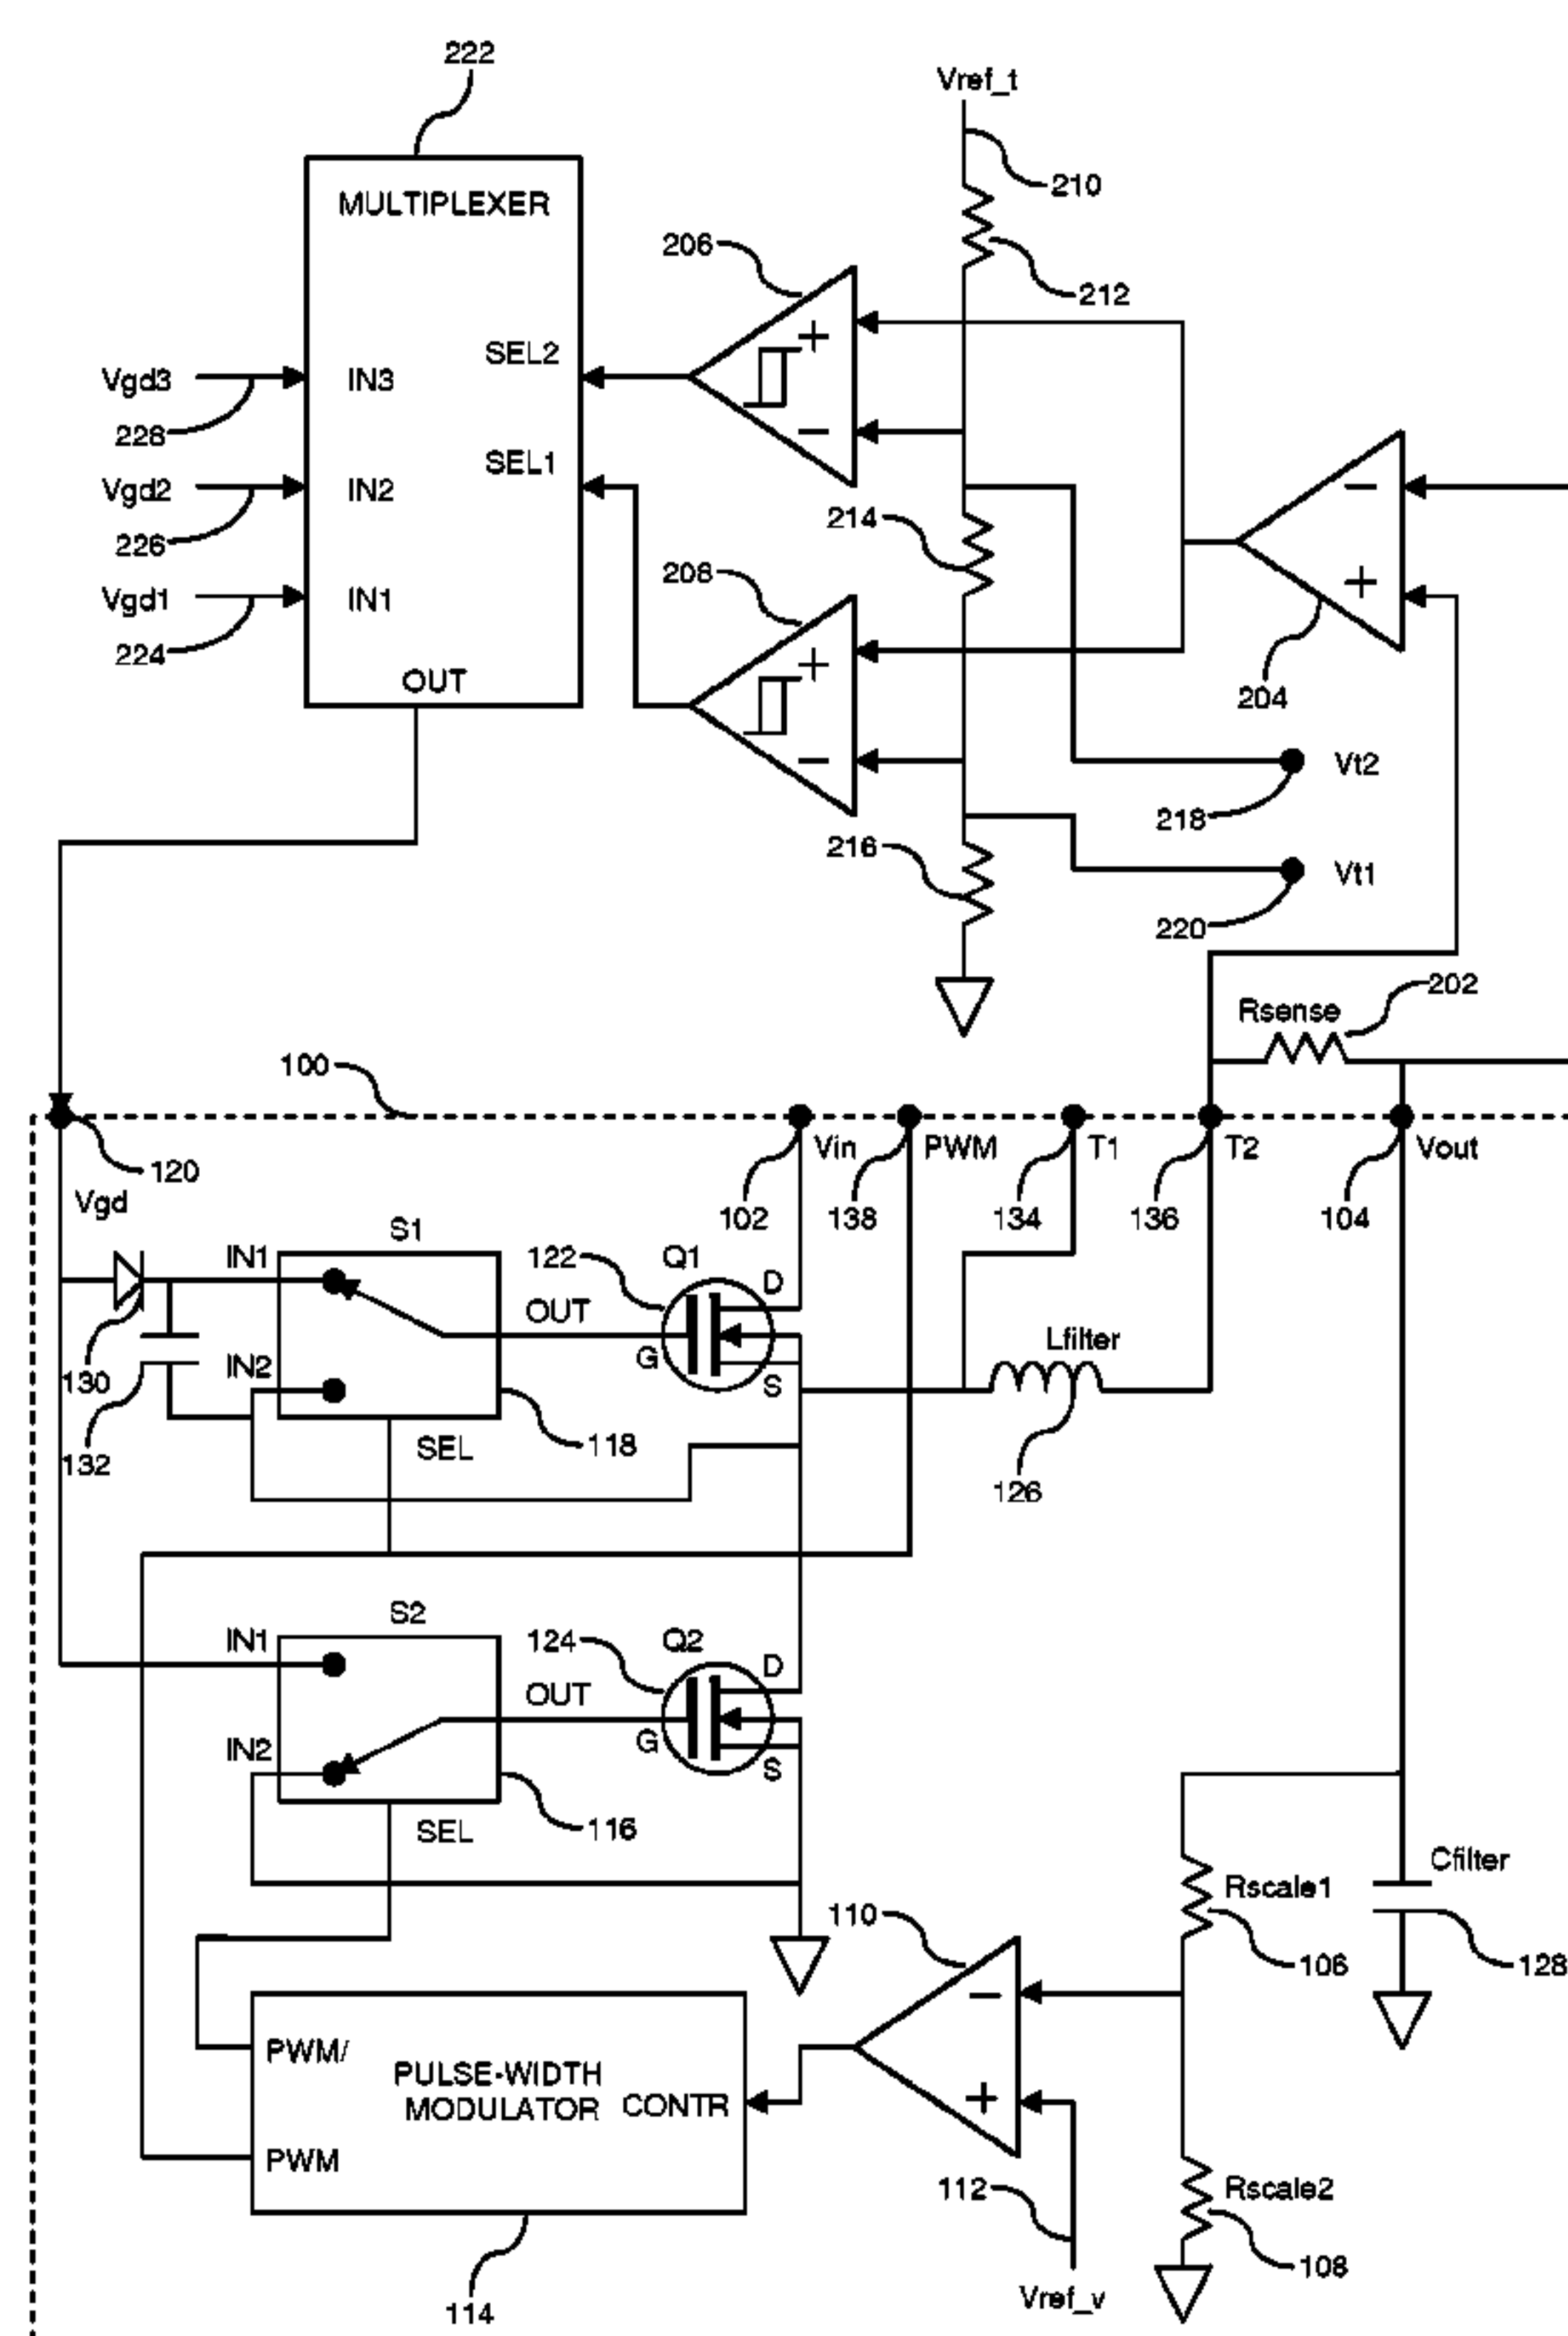 222
Vref_t
210
MULTIPLEXER
206
212
SEL2
Vgd3
IN3
+
228
−
SEL1
Vgd2
IN2
−
226
214
208
Vgd1
IN1
+
224
+
OUT
204
−
Vt2
218
216
Vt1
220
202
Rsense
100
120
Vin
PWM
T1
T2
Vout
Vgd
102
138
134
136
104
S1
IN1
122
Q1
D
OUT
Lfilter
130
IN2
G
S
132
SEL
118
126
S2
IN1
124
Q2
D
OUT
IN2
G
S
SEL
116
Cfilter
Rscale1
110
106
128
−
PWM/
PULSE-WIDTH
MODULATOR
CONTR
+
PWM
112
Rscale2
108
114
Vref_v